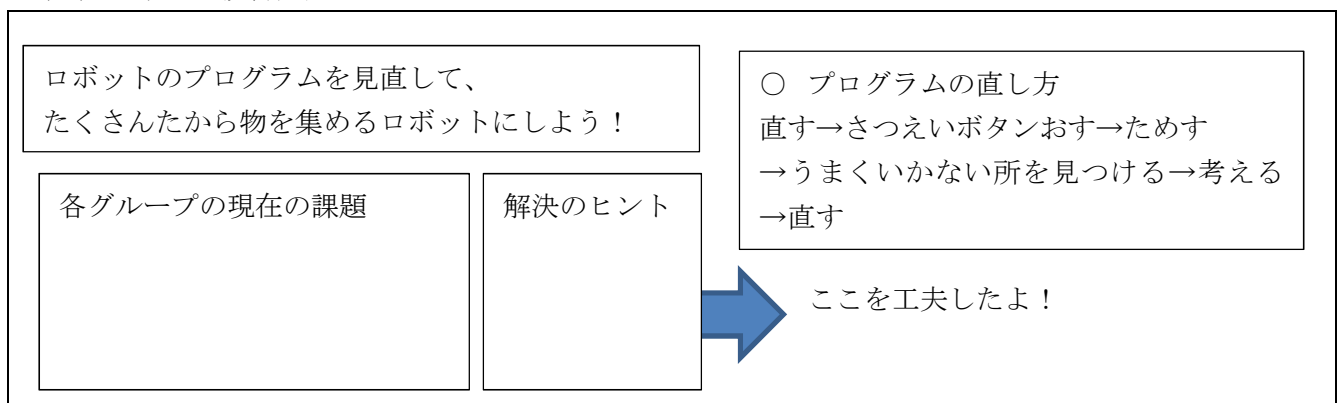 ロボットのプログラムを見直して、
たくさんたから物を集めるロボットにしよう！
各グループの現在の課題
解決のヒント
○ プログラムの直し方
直す→さつえいボタンおす→ためす
→うまくいかない所を見つける→考える
→直す
ここを工夫したよ！